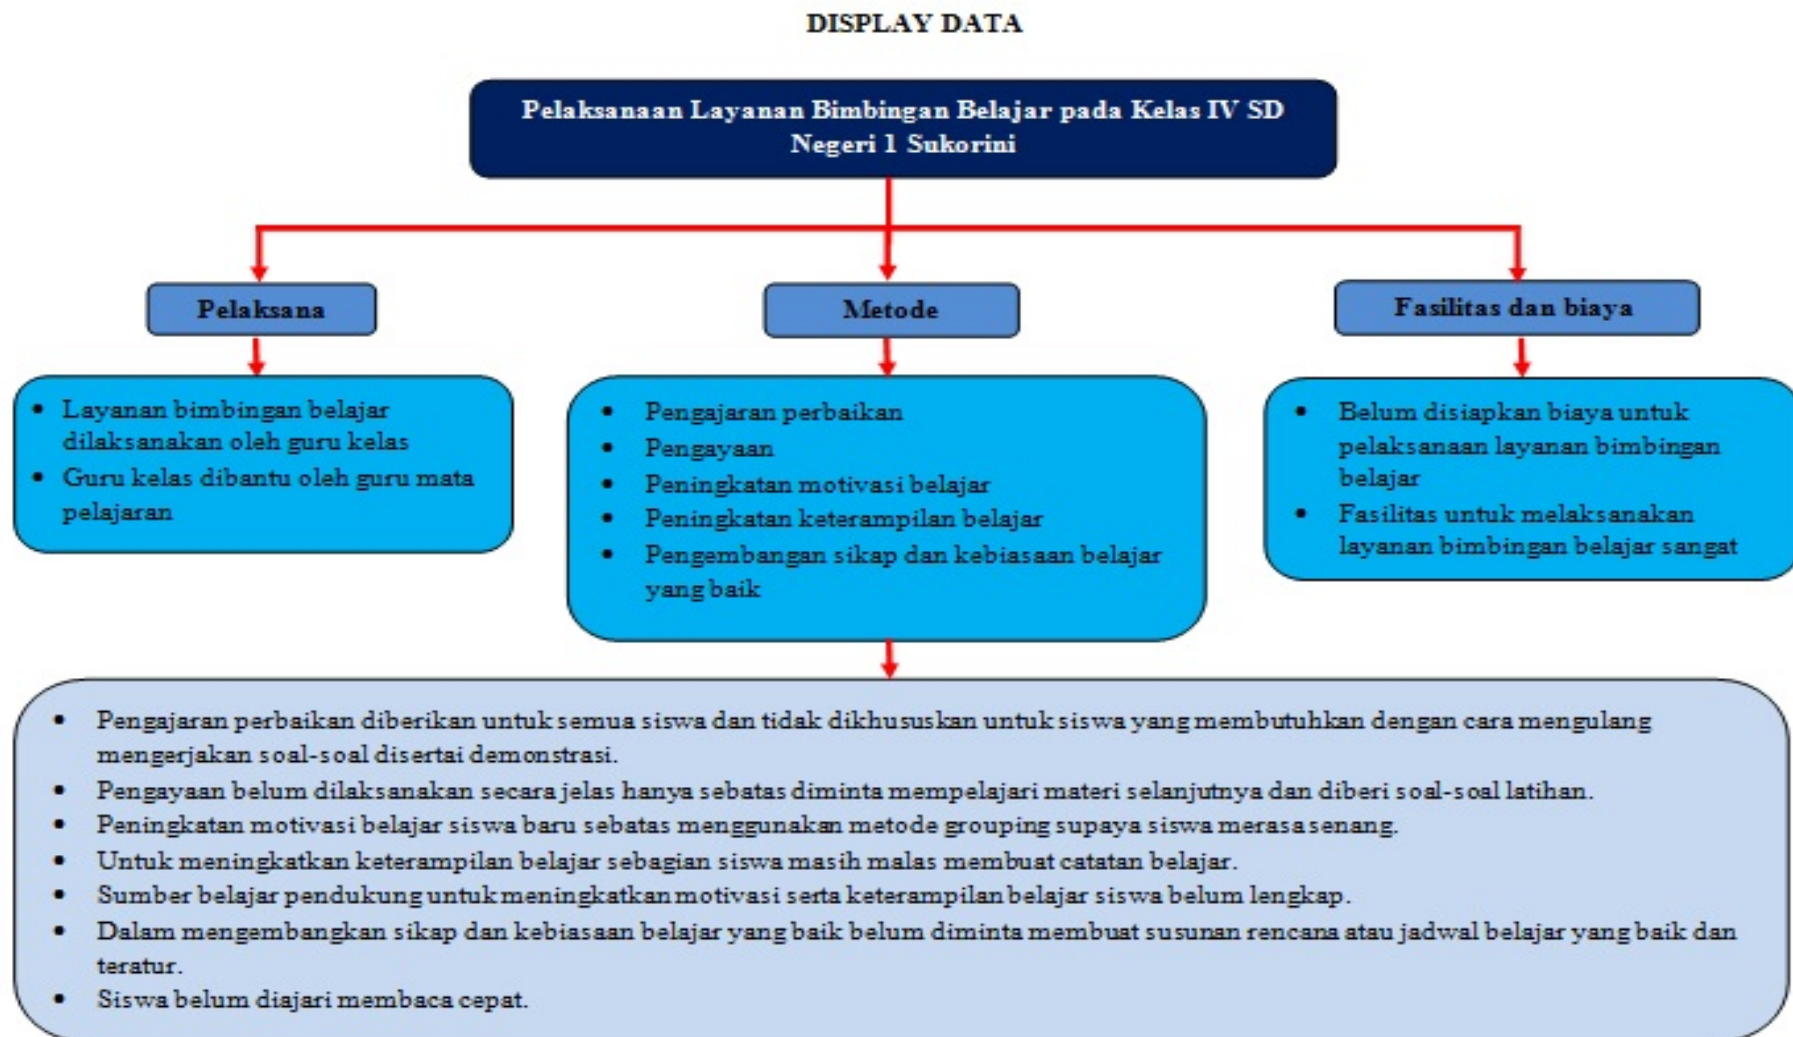 DISPLAY DATA
Pelaksanaan Layanan Bimbingan Belajar pada Kelas IV SD
Negeri 1 Sukorini
Pelaksana
Metode
Fasilitas dan biaya
• Layanan bimbingan belajar
dilaksanakan oleh guru kelas
• Guru kelas dibantu oleh guru mata
pelajaran
• Pengajaran perbaikan
• Pengayaan
• Peningkatan motivasi belajar
• Peningkatan keterampilan belajar
• Pengembangan sikap dan kebiasaan belajar
yang baik
• Belum disiapkan biaya untuk
pelaksanaan layanan bimbingan
belajar
• Fasilitas untuk melaksanakan
layanan bimbingan belajar sangat
• Pengajaran perbaikan diberikan untuk semua siswa dan tidak dikhususkan untuk siswa yang membutuhkan dengan cara mengulang
mengerjakan soal-soal disertai demonstrasi.
• Pengayaan belum dilaksanakan secara jelas hanya sebatas diminta mempelajari materi selanjutnya dan diberi soal-soal latihan.
• Peningkatan motivasi belajar siswa baru sebatas menggunakan metode grouping supaya siswa merasa senang.
• Untuk meningkatkan keterampilan belajar sebagian siswa masih malas membuat catatan belajar.
• Sumber belajar pendukung untuk meningkatkan motivasi serta keterampilan belajar siswa belum lengkap.
• Dalam mengembangkan sikap dan kebiasaan belajar yang baik belum diminta membuat susunan rencana atau jadwal belajar yang baik dan
teratur.
• Siswa belum diajari membaca cepat.